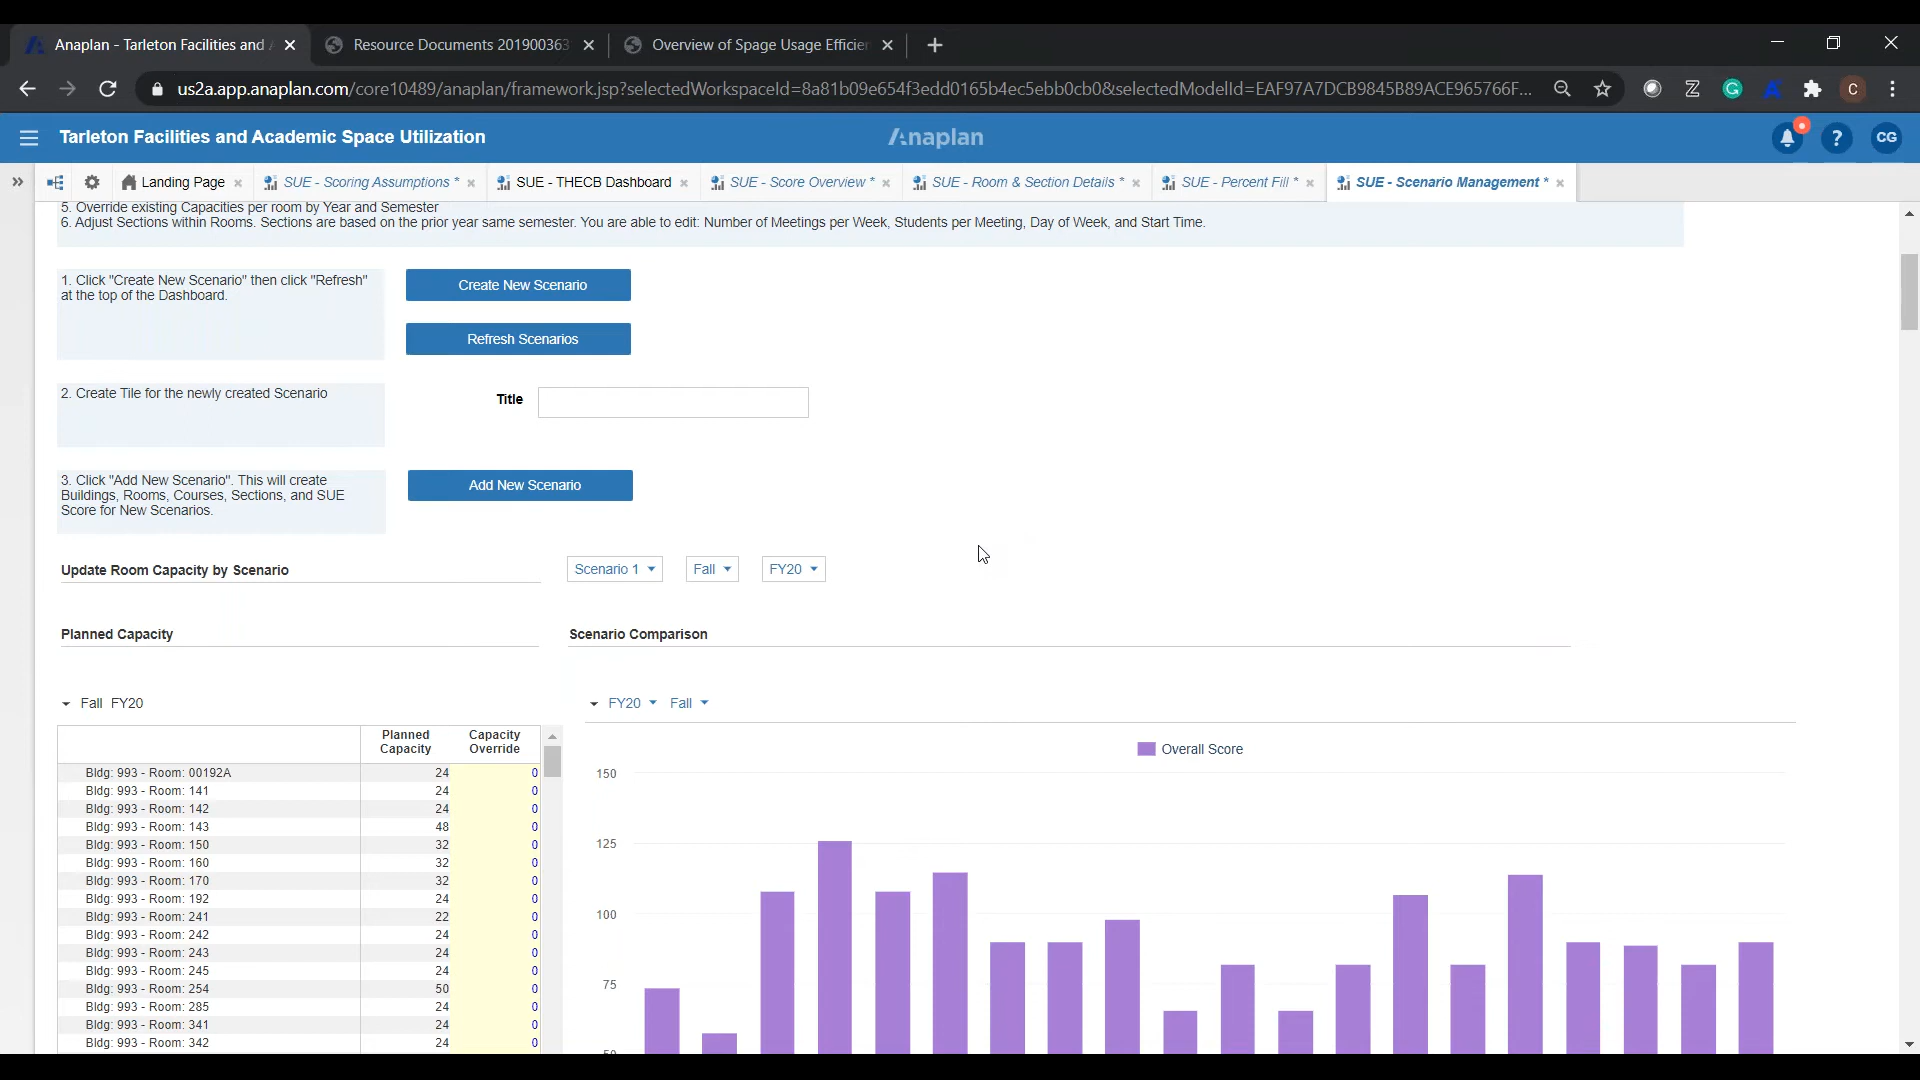 Anaplan - Tarleton Facilities and
Resource Documents 201900363
Overview of Spage Usage Efficien
us2a.app.anaplan.com/core10489/anaplan/framework.jsp?selectedWorkspaceId=8a81b09e654f3edd0165b4ec5ebb0cb0&selectedModelId=EAF97A7DCB9845B89ACE965766F...
C
Tarleton Facilities and Academic Space Utilization
Anaplan
?
CG
Landing Page
SUE - Scoring Assumptions *
SUE - THECB Dashboard
SUE - Score Overview *
SUE - Room & Section Details *
SUE - Percent Fill *
SUE - Scenario Management *
5. Override existing Capacities per room by Year and Semester
6. Adjust Sections within Rooms. Sections are based on the prior year same semester. You are able to edit: Number of Meetings per Week, Students per Meeting, Day of Week, and Start Time.
1. Click "Create New Scenario" then click "Refresh"
at the top of the Dashboard.
Create New Scenario
Refresh Scenarios
2. Create Tile for the newly created Scenario
Title
3. Click "Add New Scenario". This will create
Buildings, Rooms, Courses, Sections, and SUE
Score for New Scenarios.
Add New Scenario
Update Room Capacity by Scenario
Scenario 1
Fall
FY20
Planned Capacity
Scenario Comparison
Fall FY20
FY20 Fall
Planned Capacity
Capacity Override
Bldg: 993 - Room: 00192A 24 0
Bldg: 993 - Room: 141 24 0
Bldg: 993 - Room: 142 24 0
Bldg: 993 - Room: 143 48 0
Bldg: 993 - Room: 150 32 0
Bldg: 993 - Room: 160 32 0
Bldg: 993 - Room: 170 32 0
Bldg: 993 - Room: 192 24 0
Bldg: 993 - Room: 241 22 0
Bldg: 993 - Room: 242 24 0
Bldg: 993 - Room: 243 24 0
Bldg: 993 - Room: 245 24 0
Bldg: 993 - Room: 254 50 0
Bldg: 993 - Room: 285 24 0
Bldg: 993 - Room: 341 24 0
Bldg: 993 - Room: 342 24 0
Overall Score
150
125
100
75
50